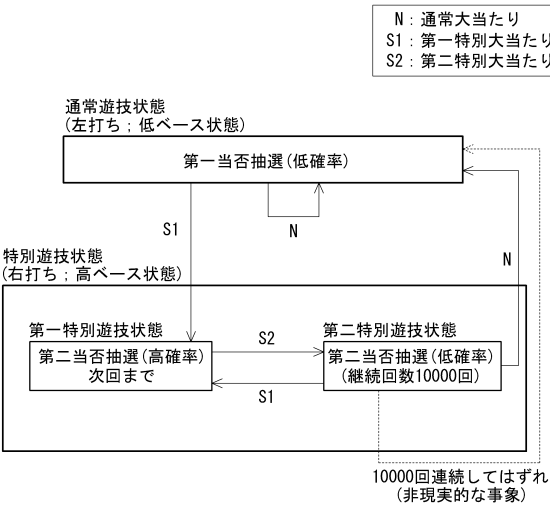 N：通常大当たり
S1：第一特別大当たり
S2：第二特別大当たり
通常遊技状態
(左打ち；低ベース状態)
第一当否抽選(低確率)
S1
N
N
特別遊技状態
(右打ち；高ベース状態)
第一特別遊技状態
第二当否抽選(高確率)
次回まで
S2
S1
第二特別遊技状態
第二当否抽選(低確率)
(継続回数10000回)
10000回連続してはずれ
(非現実的な事象)